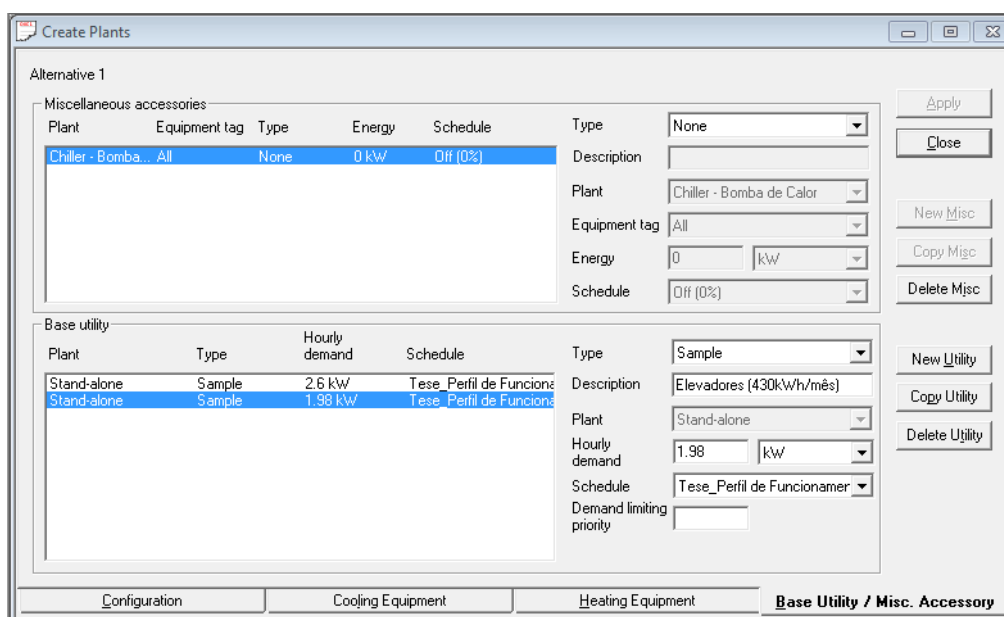 Create Plants
Alternative 1
Miscellaneous accessories
Plant Equipment tag Type Energy Schedule
Chiller - Bomba... All None 0 kW Off (0%)
Type None
Description
Plant Chiller - Bomba de Calor
Equipment tag All
Energy 0 kW
Schedule Off (0%)
Apply
Close
New Misc
Copy Misc
Delete Misc
Base utility
Plant Type Hourly demand Schedule
Stand-alone Sample 2.6 kW Tese_Perfil de Funciona
Stand-alone Sample 1.98 kW Tese_Perfil de Funciona
Type Sample
Description Elevadores (430kWh/mês)
Plant Stand-alone
Hourly demand 1.98 kW
Schedule Tese_Perfil de Funcionamer
Demand limiting priority
New Utility
Copy Utility
Delete Utility
Configuration Cooling Equipment Heating Equipment Base Utility / Misc. Accessory